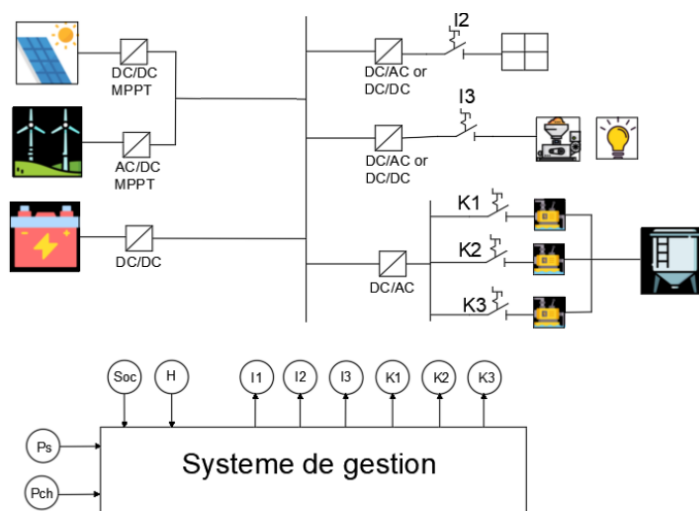 I2
DC/DC
MPPT
DC/AC or
DC/DC
I3
AC/DC
MPPT
DC/AC or
DC/DC
K1
DC/DC
K2
DC/AC
K3
Soc
H
I1
I2
I3
K1
K2
K3
Ps
Systeme de gestion
Pch